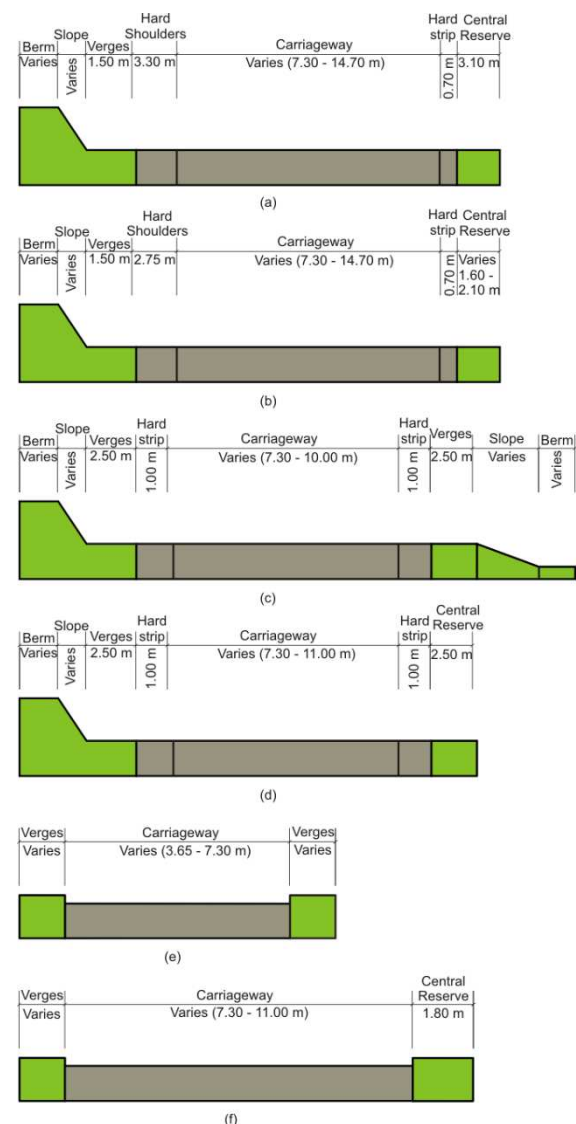 Hard Hard Central
Slope Shoulders strip Reserve
Berm Verges Carriageway
Varies Varies 1.50 m 3.30 m Varies (7.30 - 14.70 m) 0.70 m 3.10 m
(a)
Hard Hard Central
Slope Shoulders strip Reserve
Berm Verges Carriageway
Varies Varies 1.50 m 2.75 m Varies (7.30 - 14.70 m) 0.70 m Varies
1.60 -
2.10 m
(b)
Hard Hard
Slope strip strip Verges Slope Berm
Berm Verges Carriageway
Varies Varies 2.50 m 1.00 m Varies (7.30 - 10.00 m) 1.00 m 2.50 m Varies Varies
(c)
Hard Hard Central
Slope strip strip Reserve
Berm Verges Carriageway
Varies Varies 2.50 m 1.00 m Varies (7.30 - 11.00 m) 1.00 m 2.50 m
(d)
Verges Carriageway Verges
Varies Varies (3.65 - 7.30 m) Varies
(e)
Central
Verges Carriageway Reserve
Varies Varies (7.30 - 11.00 m) 1.80 m
(f)